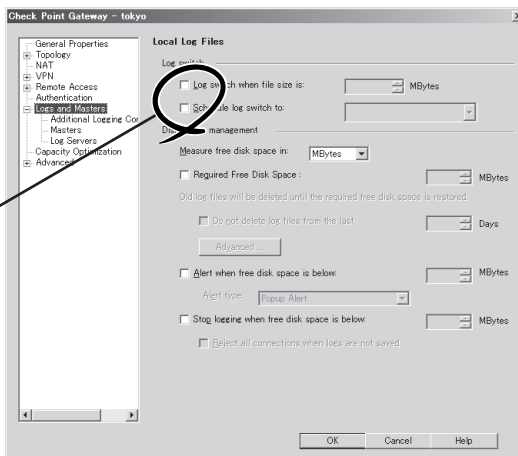 Check Point Gateway - tokyo
General Properties
Topology
NAT
VPN
Remote Access
Authentication
Logs and Masters
Additional Logging Cor
Masters
Log Servers
Capacity Optimization
Advanced
Local Log Files
Log switch
Log switch when file size is:
MBytes
Schedule log switch to:
management
Measure free disk space in:
MBytes
Required Free Disk Space :
MBytes
Old log files will be deleted until the required free disk space is restored.
Do not delete log files from the last
Days
Advanced ...
Alert when free disk space is below:
MBytes
Alert type:
Popup Alert
Stop logging when free disk space is below:
MBytes
Reject all connections when logs are not saved
OK
Cancel
Help